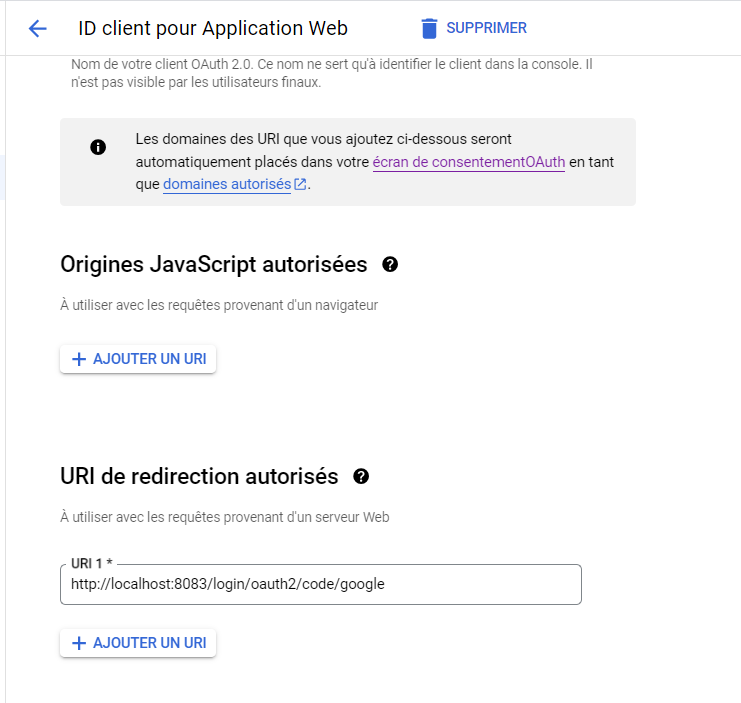 ID client pour Application Web
SUPPRIMER
Nom de votre client OAuth 2.0. Ce nom ne sert qu'à identifier le client dans la console. Il
n'est pas visible par les utilisateurs finaux.
Les domaines des URI que vous ajoutez ci-dessous seront
automatiquement placés dans votre écran de consentementOAuth en tant
que domaines autorisés.
Origines JavaScript autorisées
À utiliser avec les requêtes provenant d'un navigateur
+ AJOUTER UN URI
URI de redirection autorisés
À utiliser avec les requêtes provenant d'un serveur Web
URI 1 *
http://localhost:8083/login/oauth2/code/google
+ AJOUTER UN URI